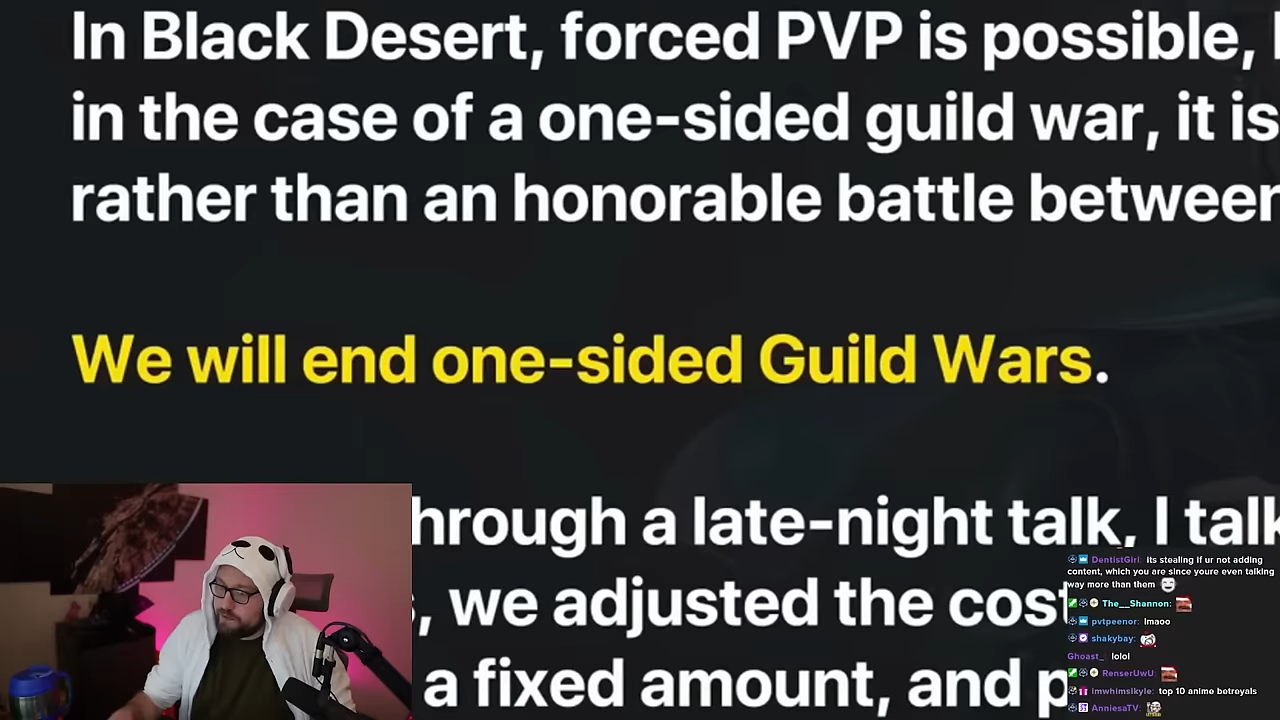 In Black Desert, forced PVP is possible,
in the case of a one-sided guild war, it is
rather than an honorable battle between
We will end one-sided Guild Wars.
hrough a late-night talk, I talk
, we adjusted the cost
a fixed amount, and p
DentistGirl: its stealing if ur not adding
content, which you are since youre even talking
way more than them
The__Shannon:
pvtpeenor: lmaoo
shakybay:
Ghoast_ lolol
RenserUwU:
imwhimsikyle: top 10 anime betroyals
AnniesaTV: